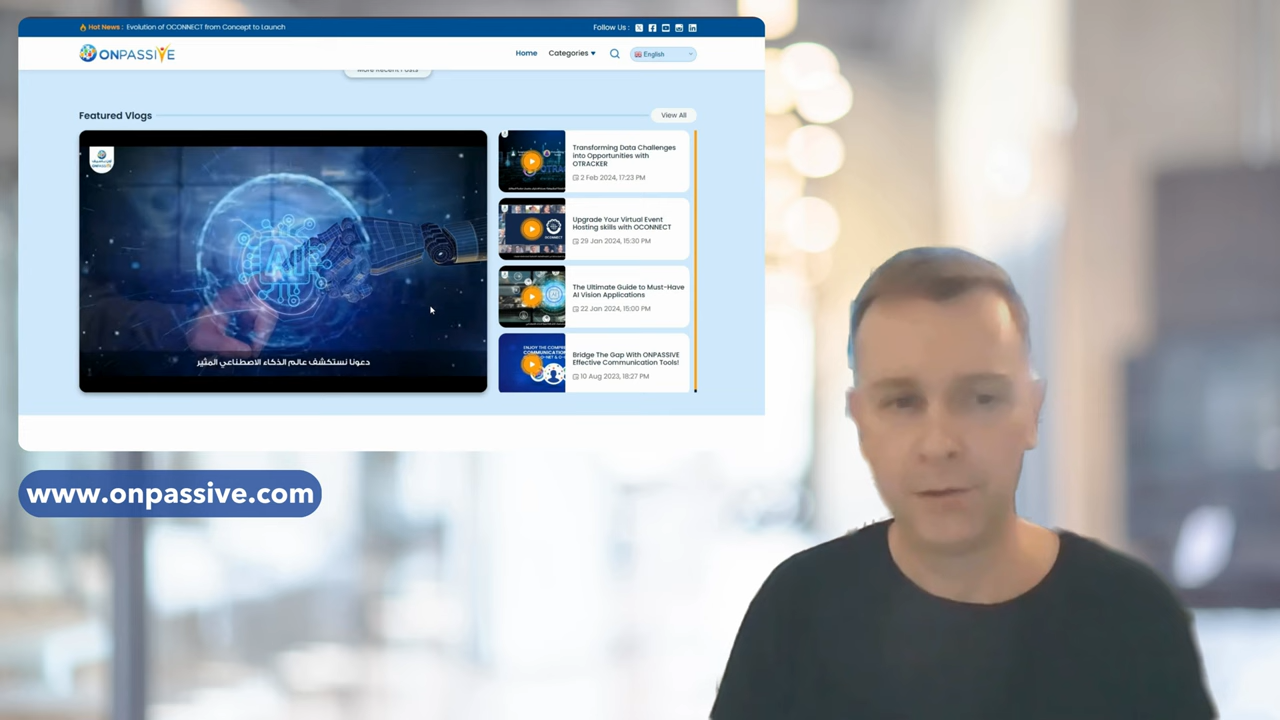 Hot News : Evolution of OCONNECT from Concept to Launch
Follow Us :
ONPASSIVE
Home
Categories
English
More Recent Posts
Featured Vlogs
View All
دعونا نستكشف عالم الذكاء الاصطناعي المثير
Transforming Data Challenges
into Opportunities with
OTRACKER
2 Feb 2024, 17:23 PM
Upgrade Your Virtual Event
Hosting skills with OCONNECT
29 Jan 2024, 15:30 PM
The Ultimate Guide to Must-Have
AI Vision Applications
22 Jan 2024, 15:00 PM
Bridge The Gap With ONPASSIVE
Effective Communication Tools!
10 Aug 2023, 18:27 PM
www.onpassive.com